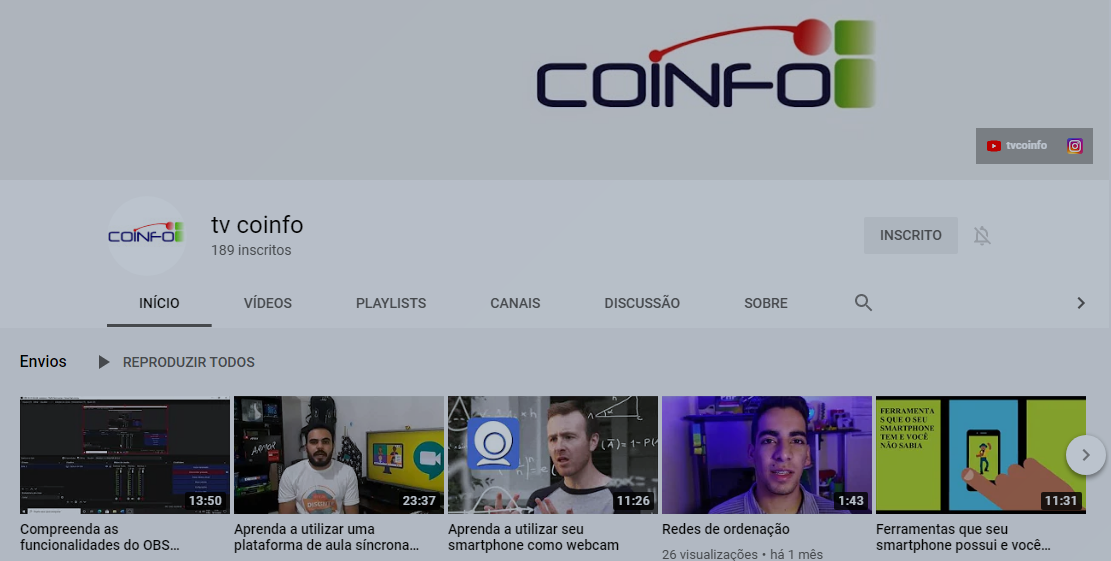 COINFO
tvcoinfo
COINFO
tv coinfo
189 inscritos
INSCRITO
INÍCIO
VÍDEOS
PLAYLISTS
CANAIS
DISCUSSÃO
SOBRE
Envios
REPRODUZIR TODOS
13:50
23:37
11:26
1:43
FERRAMENTA
S QUE O SEU
SMARTPHONE
TEM E VOCÊ
NÃO SABIA
11:31
Compreenda as
funcionalidades do OBS...
Aprenda a utilizar uma
plataforma de aula síncrona...
Aprenda a utilizar seu
smartphone como webcam
Redes de ordenação
26 visualizações • há 1 mês
Ferramentas que seu
smartphone possui e você...